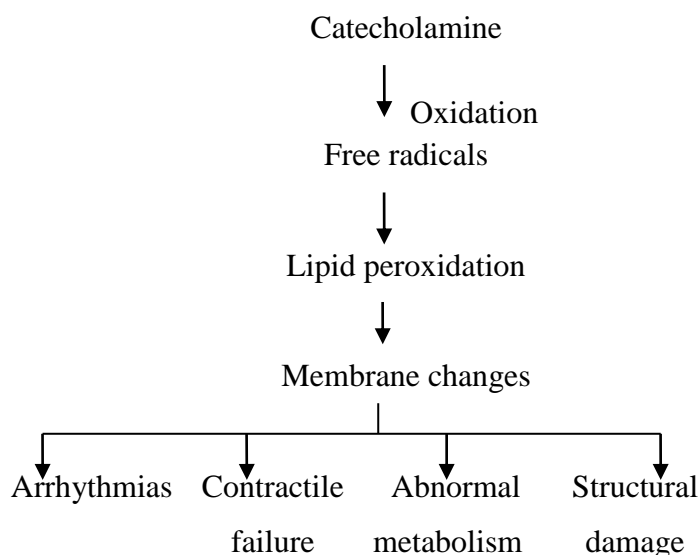 Catecholamine
Oxidation
Free radicals
Lipid peroxidation
Membrane changes
Arrhythmias Contractile Abnormal Structural
failure metabolism damage